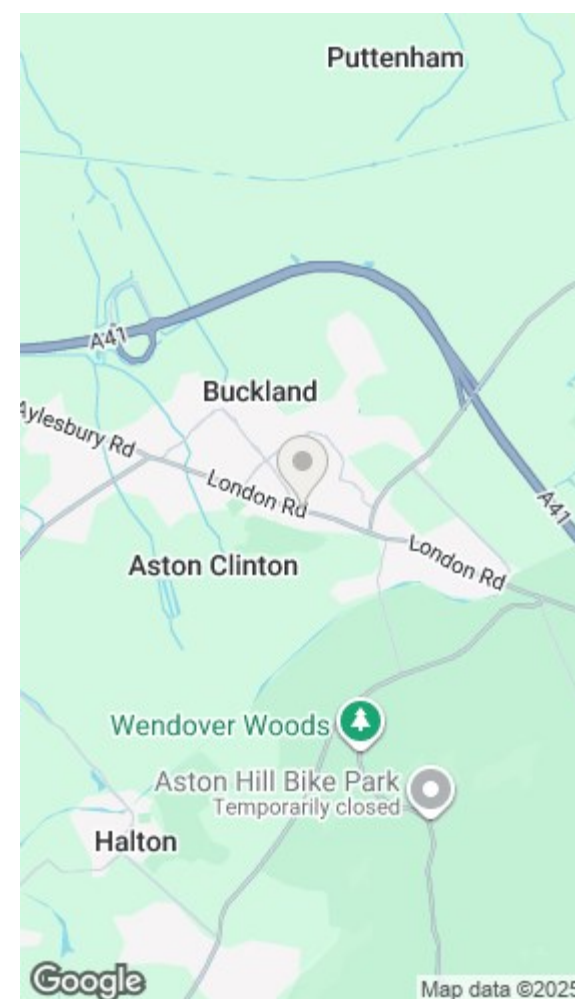 Puttenham
A41
Buckland
Aylesbury Rd
London Rd
A41
London Rd
Aston Clinton
Wendover Woods
Aston Hill Bike Park
Temporarily closed
Halton
Google
Map data ©2025